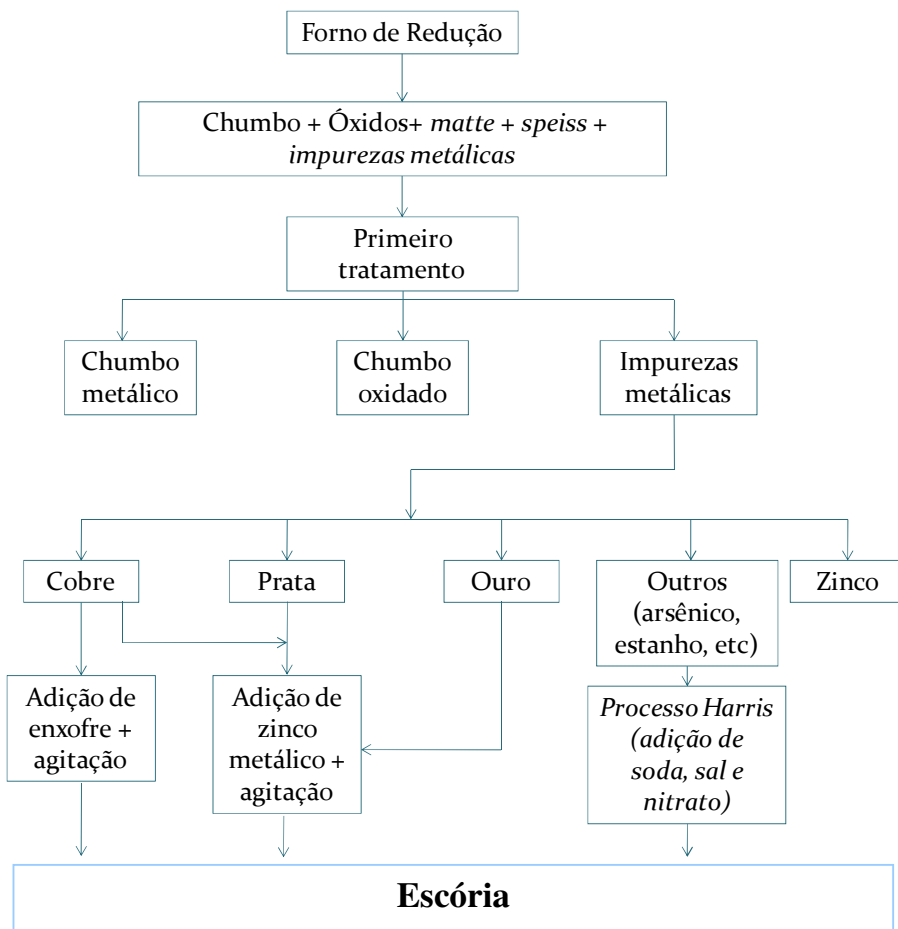 Forno de Redução
Chumbo + Óxidos+ matte + speiss +
impurezas metálicas
Primeiro
tratamento
Chumbo
metálico
Chumbo
oxidado
Impurezas
metálicas
Cobre
Prata
Ouro
Outros
(arsênico,
estanho, etc)
Zinco
Adição de
enxofre +
agitação
Adição de
zinco
metálico +
agitação
Processo Harris
(adição de
soda, sal e
nitrato)
Escória